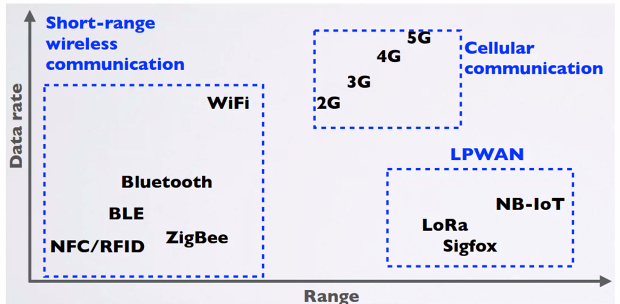 Short-range
wireless
communication
5G
4G
3G
2G
Cellular
communication
WiFi
Data rate
LPWAN
Bluetooth
BLE
NFC/RFID
ZigBee
NB-IoT
LoRa
Sigfox
Range